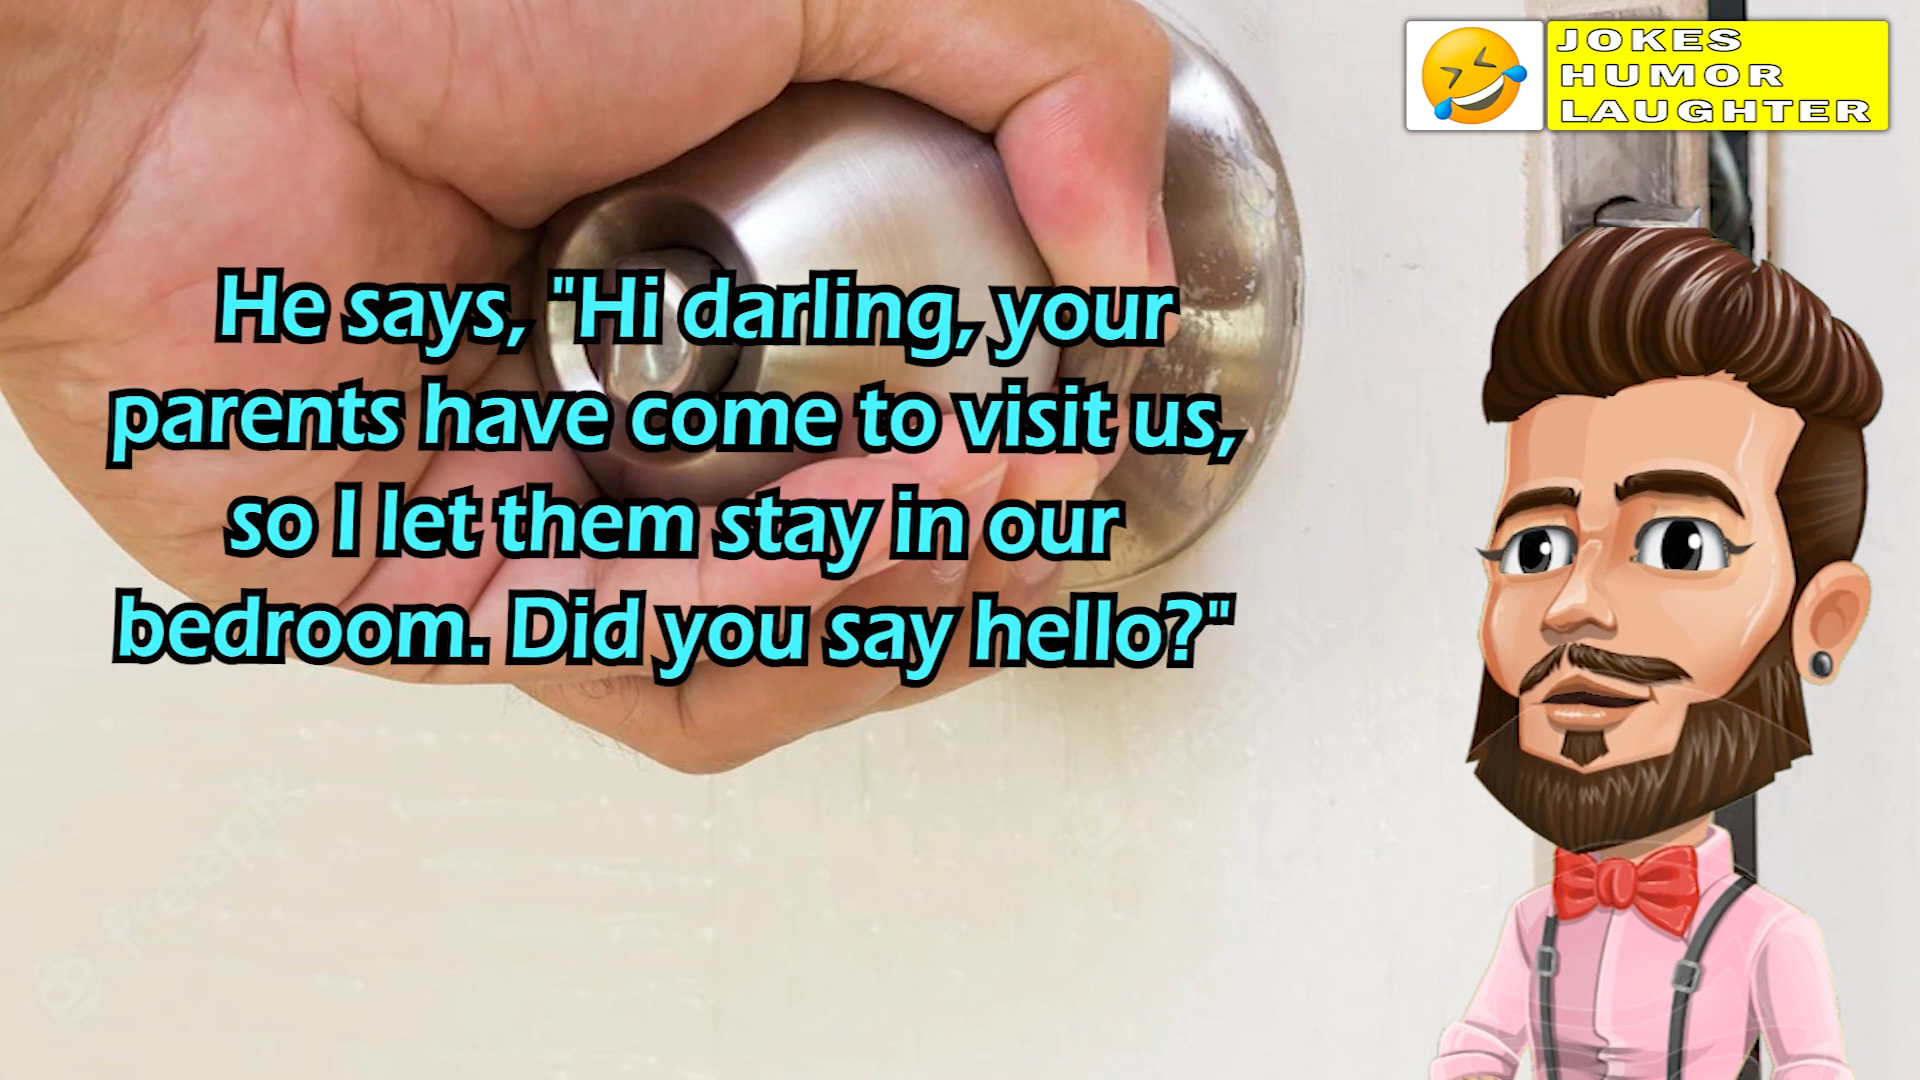 JOKES
HUMOR
LAUGHTER
He says, "Hi darling, your
parents have come to visit us,
so I let them stay in our
bedroom. Did you say hello?"
freepik